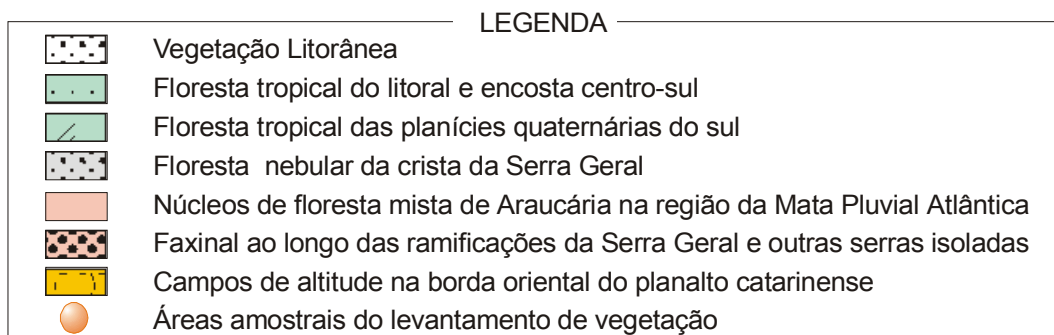 LEGENDA
Vegetação Litorânea
Floresta tropical do litoral e encosta centro-sul
Floresta tropical das planícies quaternárias do sul
Floresta nebular da crista da Serra Geral
Núcleos de floresta mista de Araucária na região da Mata Pluvial Atlântica
Faxinal ao longo das ramificações da Serra Geral e outras serras isoladas
Campos de altitude na borda oriental do planalto catarinense
Áreas amostrais do levantamento de vegetação